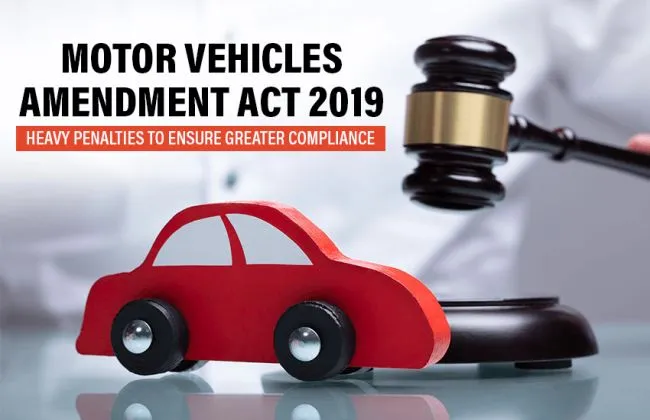 MOTOR VEHICLES
AMENDMENT ACT 2019
HEAVY PENALTIES TO ENSURE GREATER COMPLIANCE